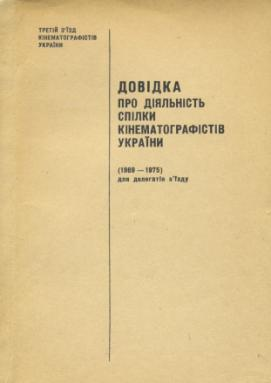 ТРЕТІЙ З'ЇЗД
КІНЕМАТОГРАФІСТІВ
УКРАЇНИ
ДОВІДКА
ПРО ДІЯЛЬНІСТЬ
СПІЛКИ
КІНЕМАТОГРАФІСТІВ
УКРАЇНИ
(1969 — 1975)
для делегатів з'їзду